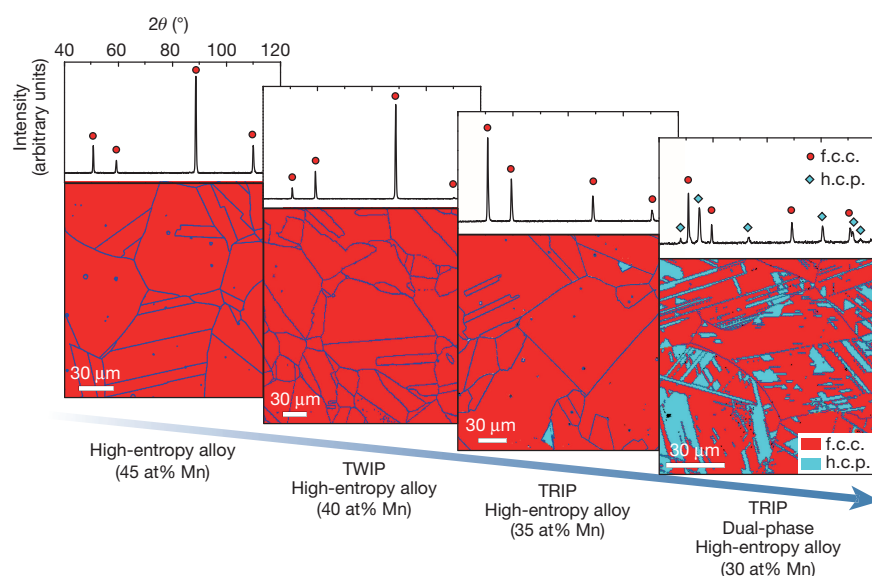 2θ (°)
40 60 80 100 120
Intensity
(arbitrary units)
f.c.c.
h.c.p.
30 μm
30 μm
30 μm
30 μm
f.c.c.
h.c.p.
High-entropy alloy
(45 at% Mn)
TWIP
High-entropy alloy
(40 at% Mn)
TRIP
High-entropy alloy
(35 at% Mn)
TRIP
Dual-phase
High-entropy alloy
(30 at% Mn)